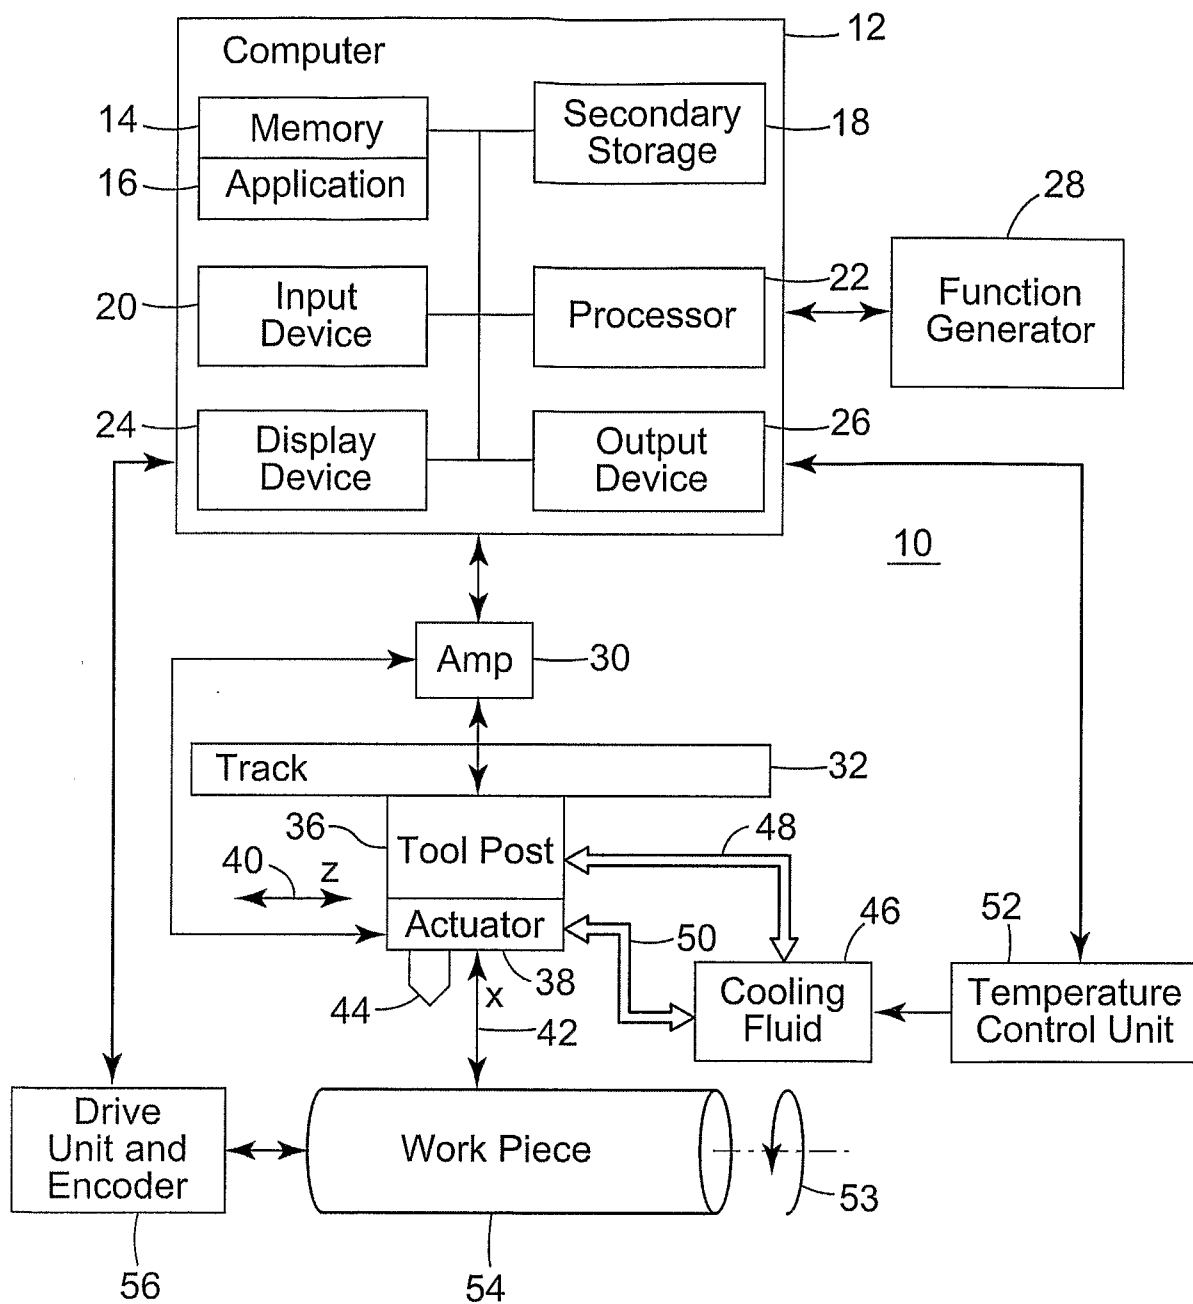 12
Computer
14
Memory
Secondary
Storage
18
16
Application
28
20
Input
Device
22
Processor
Function
Generator
24
Display
Device
Output
Device
26
10
Amp
30
Track
32
36
Tool Post
48
40
z
Actuator
50
46
52
44
x
38
42
Cooling
Fluid
Temperature
Control Unit
Drive
Unit and
Encoder
Work Piece
53
56
54